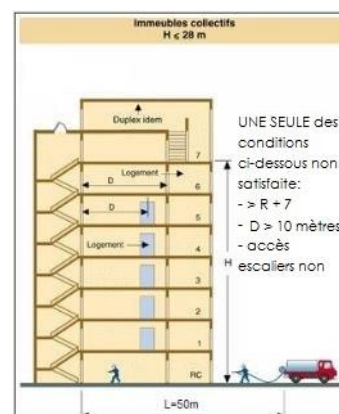 Immeubles collectifs
H ≤ 28 m
Duplex idem
UNE SEULE des
conditions
ci-dessous non
satisfaite:
- > R + 7
- D > 10 mètres
- accès
escaliers non
7
Logement
D
6
D
5
Logement
4
H
3
2
1
RC
L=50m